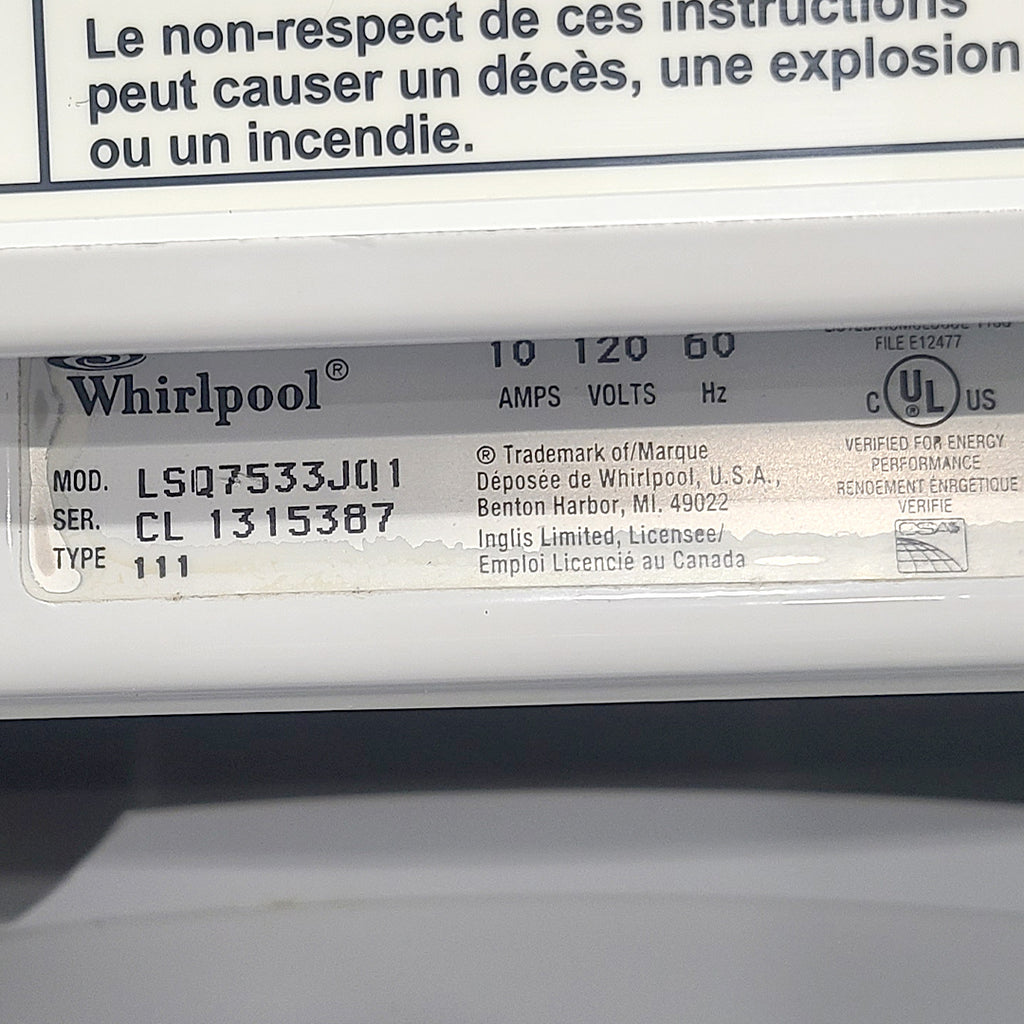 Le non-respect de ces instructions
peut causer un décès, une explosion
ou un incendie.
Whirlpool®
10 120 60
AMPS VOLTS Hz
MOD. LSQ7533JQ1
SER. CL 1315387
TYPE 111
® Trademark of/Marque
Déposée de Whirlpool, U.S.A.,
Benton Harbor, MI. 49022
Inglis Limited, Licensee/
Emploi Licencié au Canada
FILE E12477
C UL® US
VERIFIED FOR ENERGY
PERFORMANCE
RENDEMENT ÉNRGETIQUE
VÉRIFIÉ
CSA